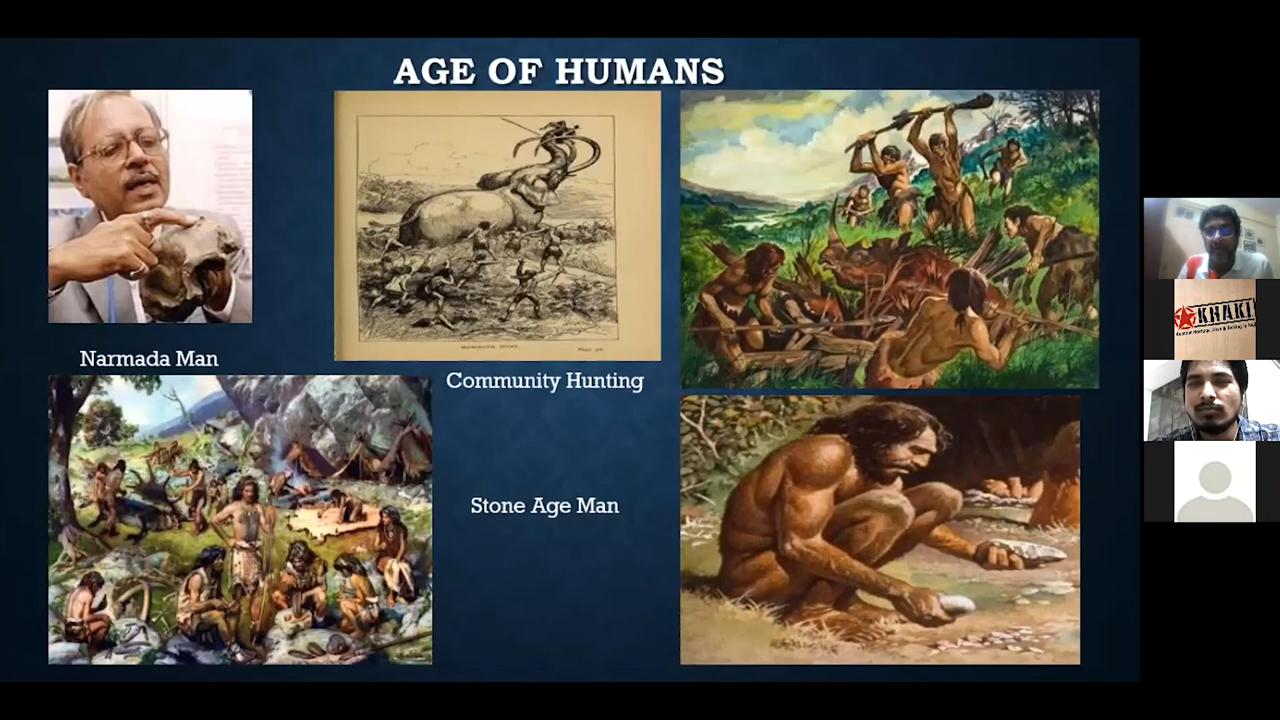 AGE OF HUMANS
Narmada Man
Community Hunting
Stone Age Man
KHAKI